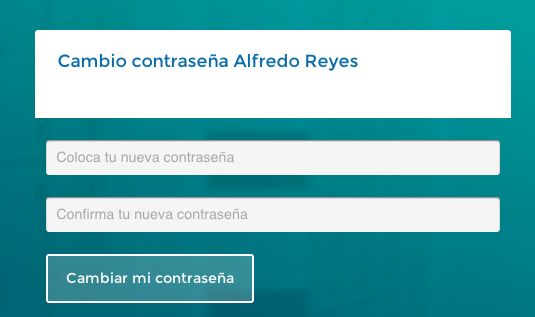 Cambio contraseña Alfredo Reyes
Coloca tu nueva contraseña
Confirma tu nueva contraseña
Cambiar mi contraseña